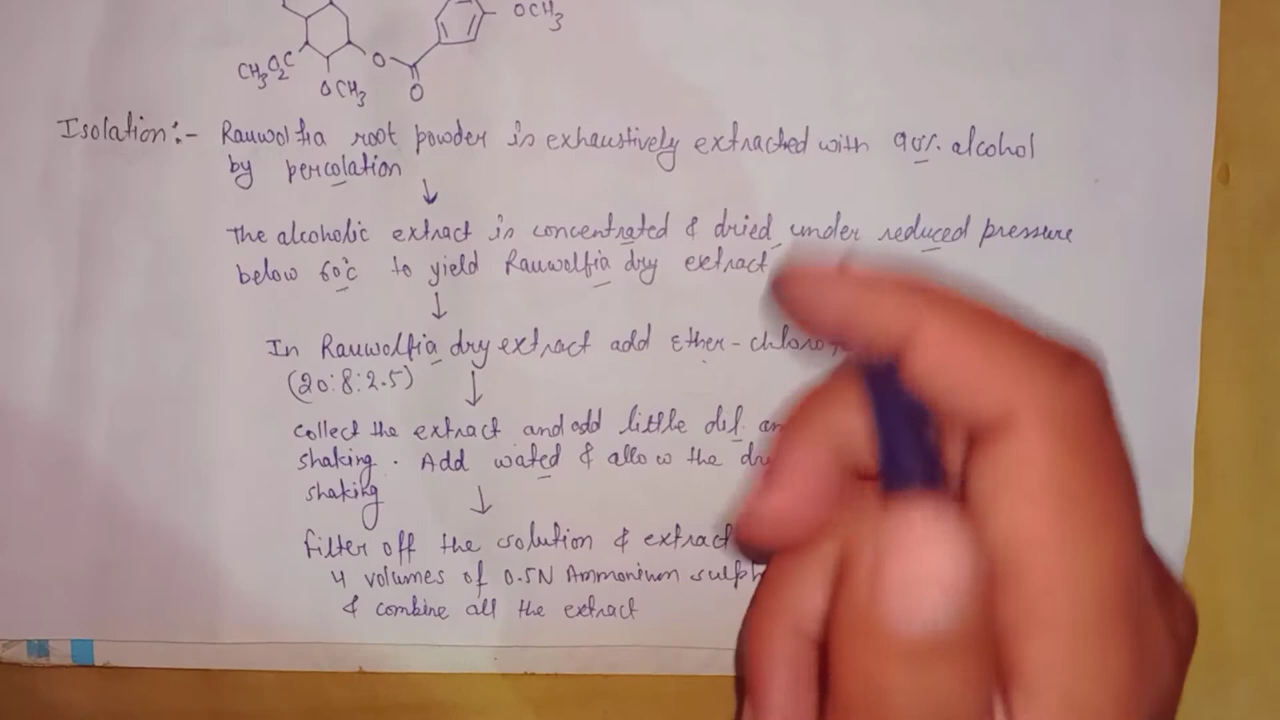 OCH3
CH3O2C
OCH3
O
O
Isolation:- Rauwolfia root powder is exhaustively extracted with 90% alcohol
by percolation
The alcoholic extract is concentrated & dried under reduced pressure
below 60°c to yield Rauwolfia dry extract
In Rauwolfia dry extract add Ether-
(20:8:2.5)
collect the extract and add little dil.
shaking. Add wated & allow the
shaking
filter off the solution & extract
4 volumes of 0.5N Ammonium
& combine all the extract